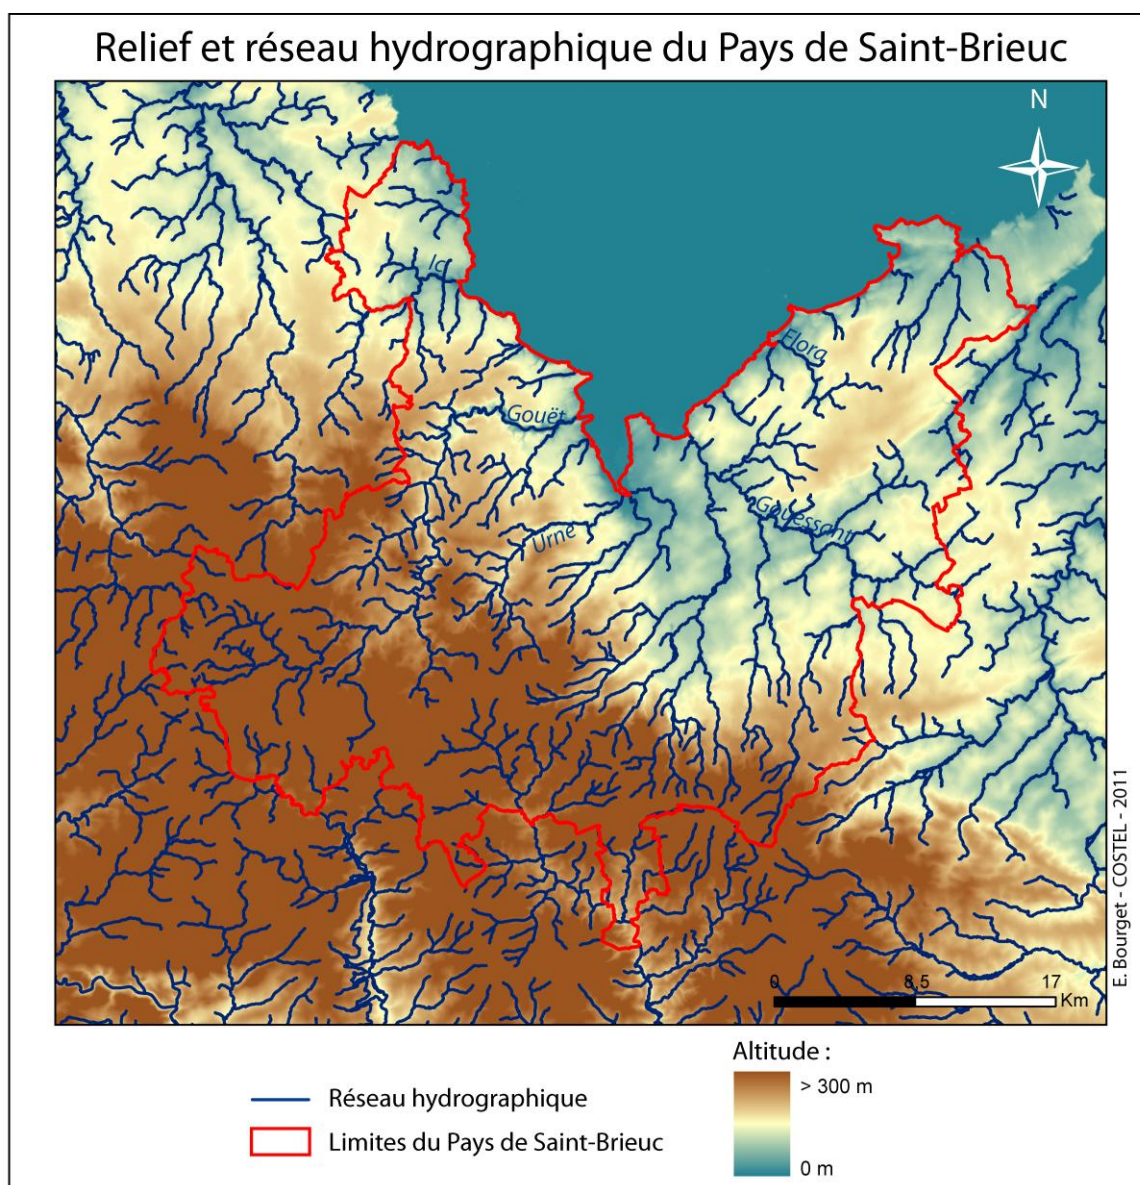 Relief et réseau hydrographique du Pays de Saint-Brieuc
N
Ic
Flora
Gouët
Gouessant
Urne
0 8,5 17
Km
E. Bourget - COSTEL - 2011
Altitude :
> 300 m
0 m
Réseau hydrographique
Limites du Pays de Saint-Brieuc